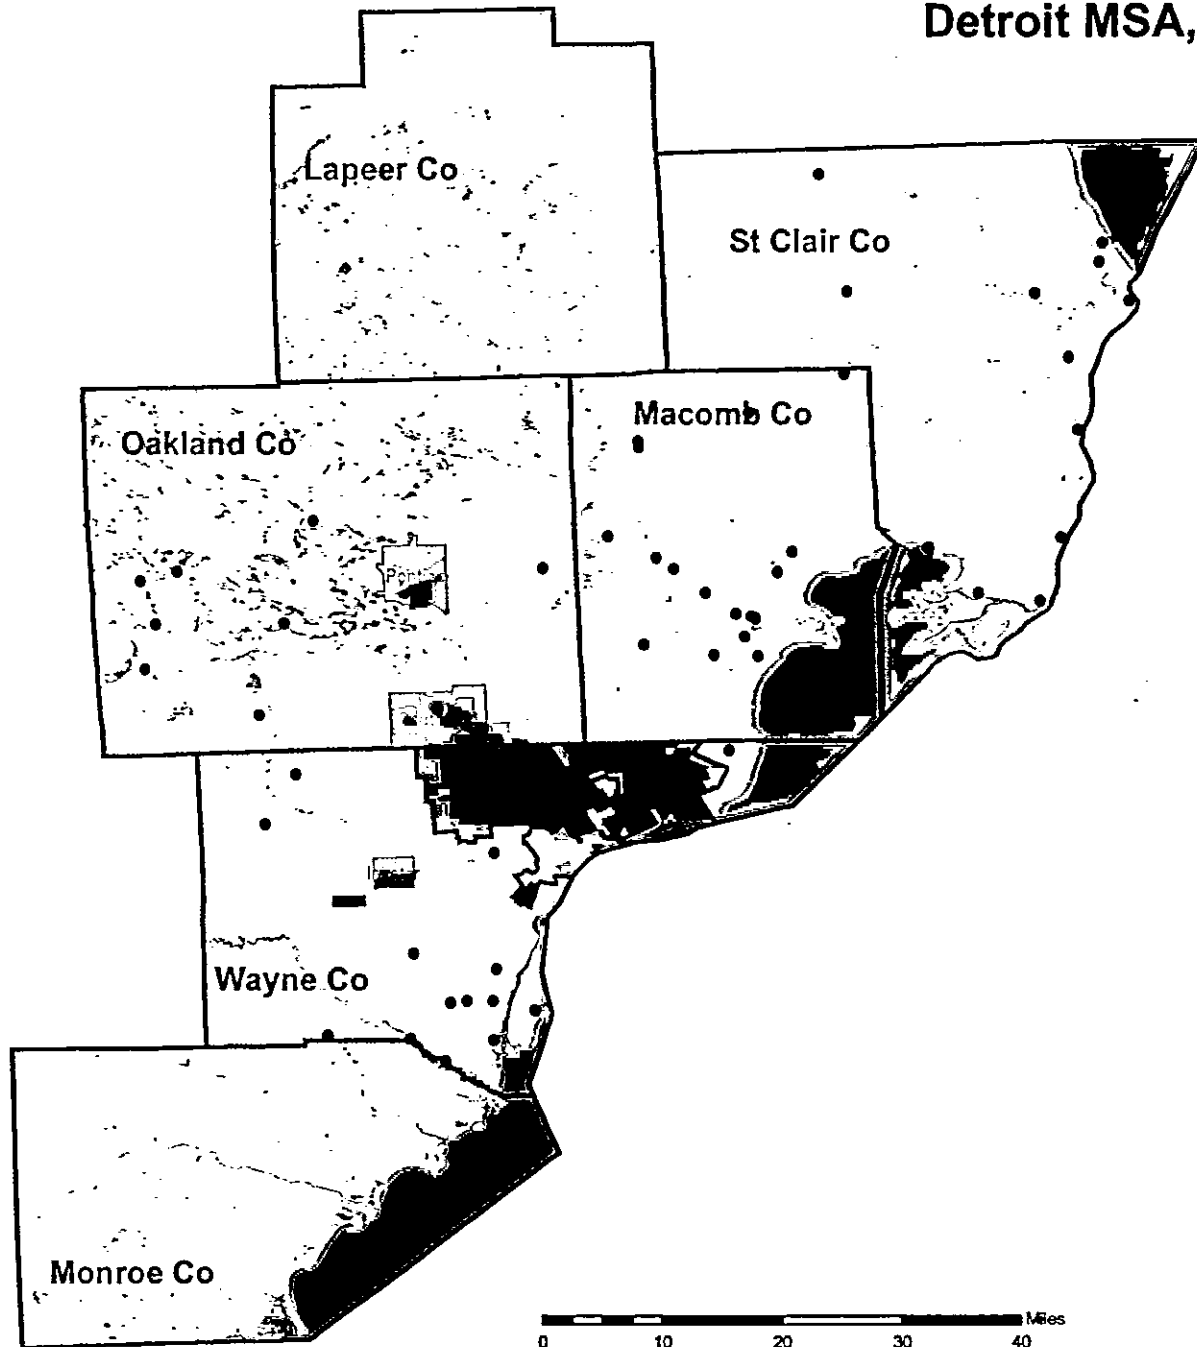 Detroit MSA,
Lapeer Co
St Clair Co
Macomb Co
Oakland Co
Wayne Co
Monroe Co
Miles
0 10 20 30 40